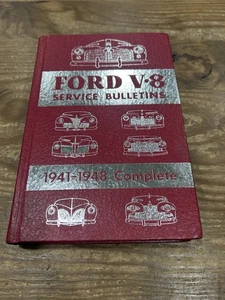 FORD V·8
SERVICE BULLETINS
1941-1948 Complete